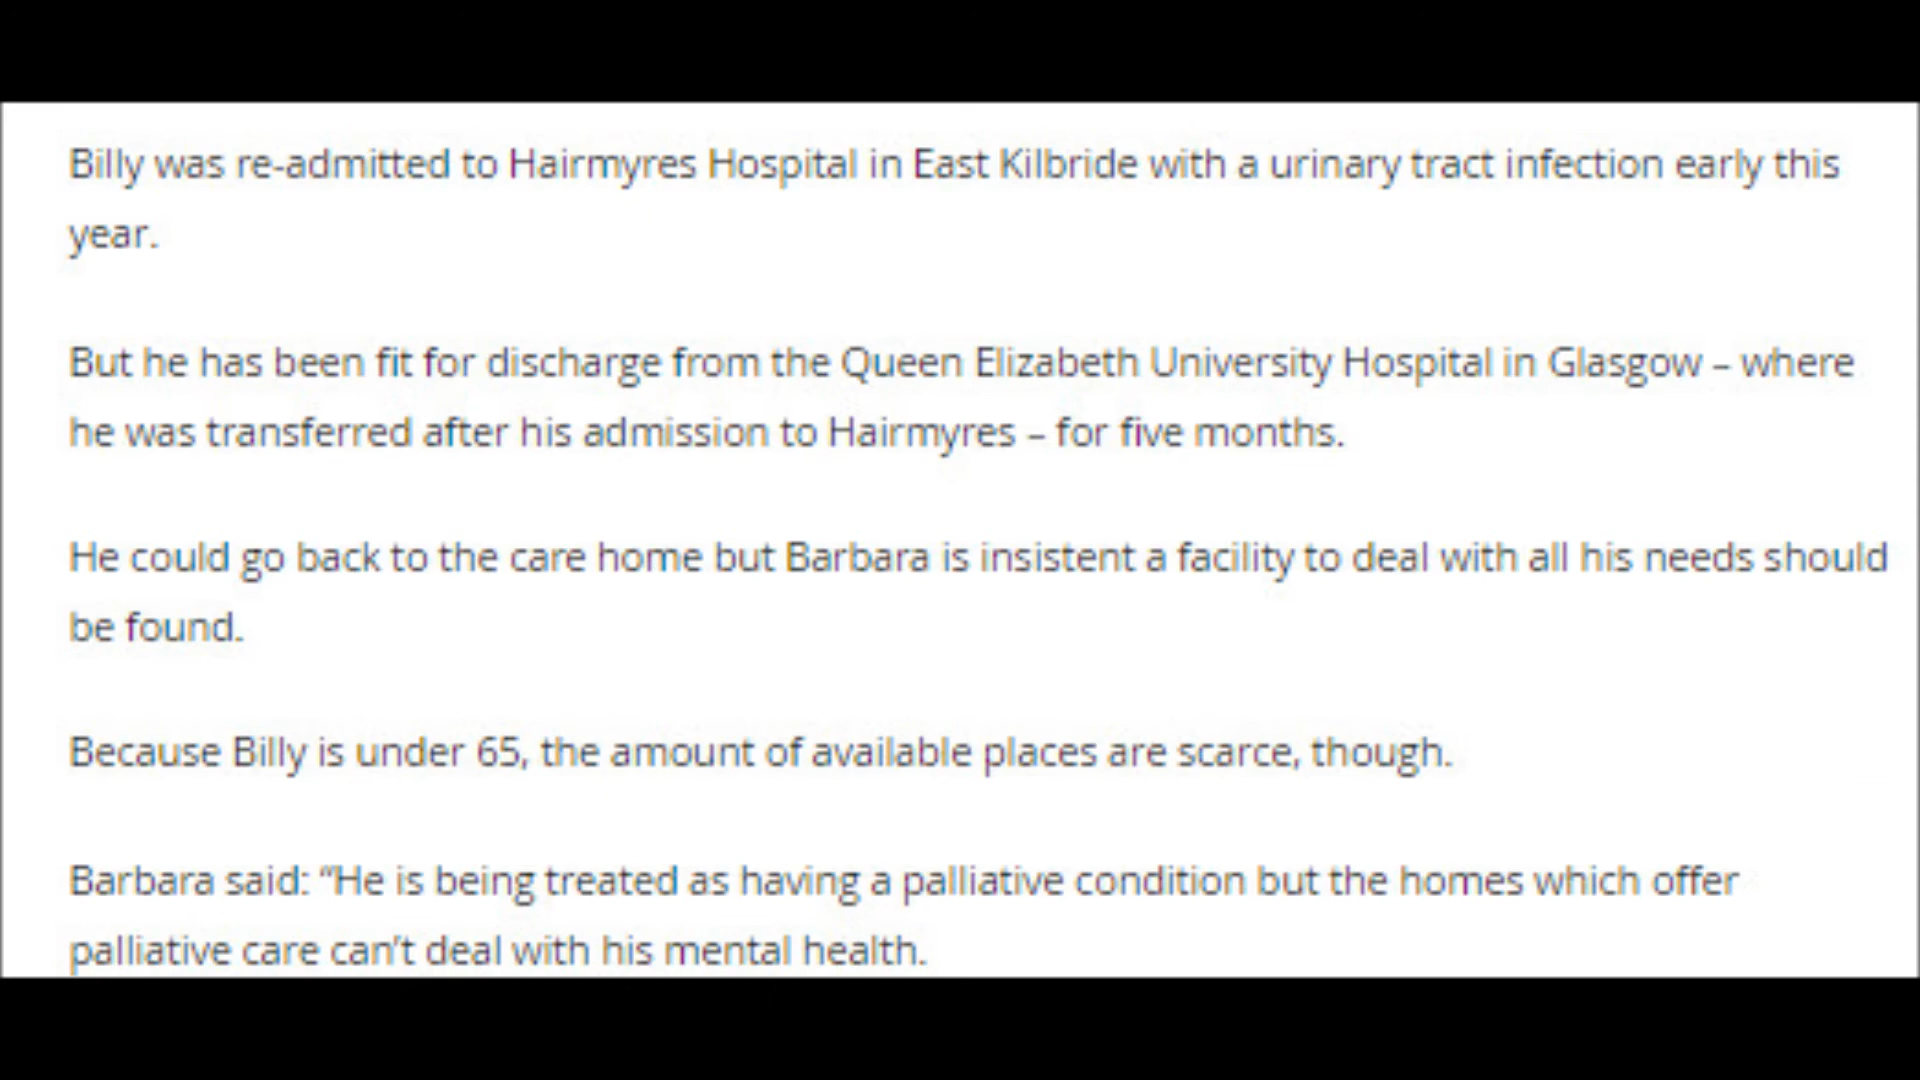 Billy was re-admitted to Hairmyres Hospital in East Kilbride with a urinary tract infection early this
year.
But he has been fit for discharge from the Queen Elizabeth University Hospital in Glasgow – where
he was transferred after his admission to Hairmyres – for five months.
He could go back to the care home but Barbara is insistent a facility to deal with all his needs should
be found.
Because Billy is under 65, the amount of available places are scarce, though.
Barbara said: “He is being treated as having a palliative condition but the homes which offer
palliative care can’t deal with his mental health.